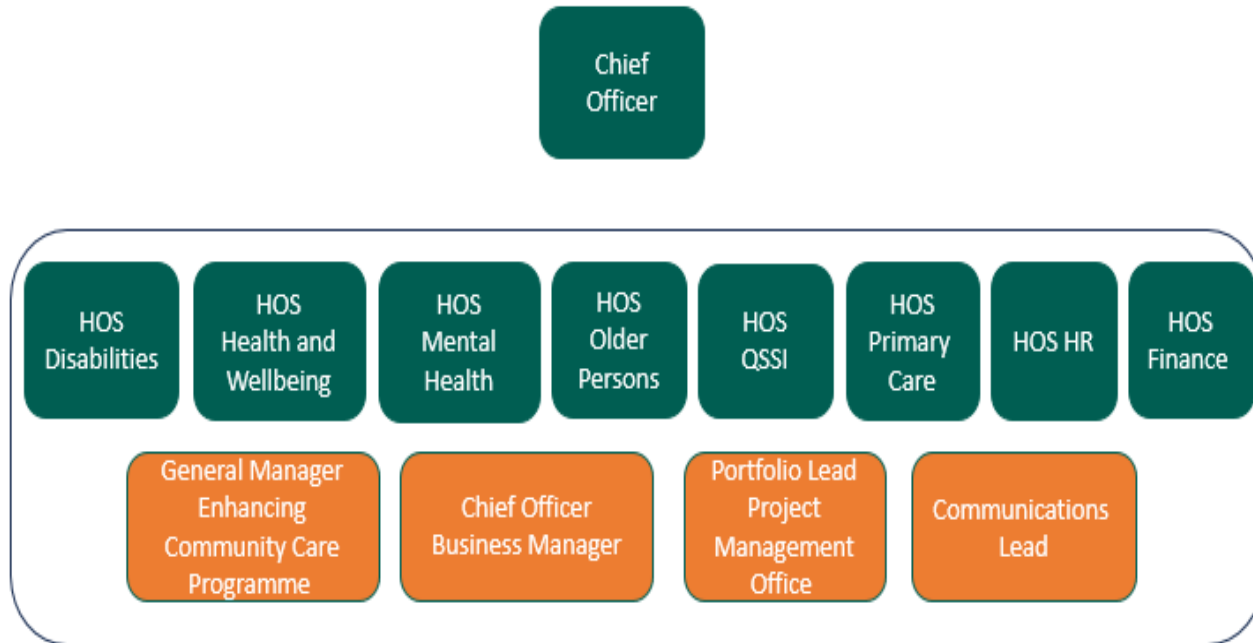 Chief
Officer
HOS
Disabilities
HOS
Health and
Wellbeing
HOS
Mental
Health
HOS
Older
Persons
HOS
QSSI
HOS
Primary
Care
HOS HR
HOS
Finance
General Manager
Enhancing
Community Care
Programme
Chief Officer
Business Manager
Portfolio Lead
Project
Management
Office
Communications
Lead